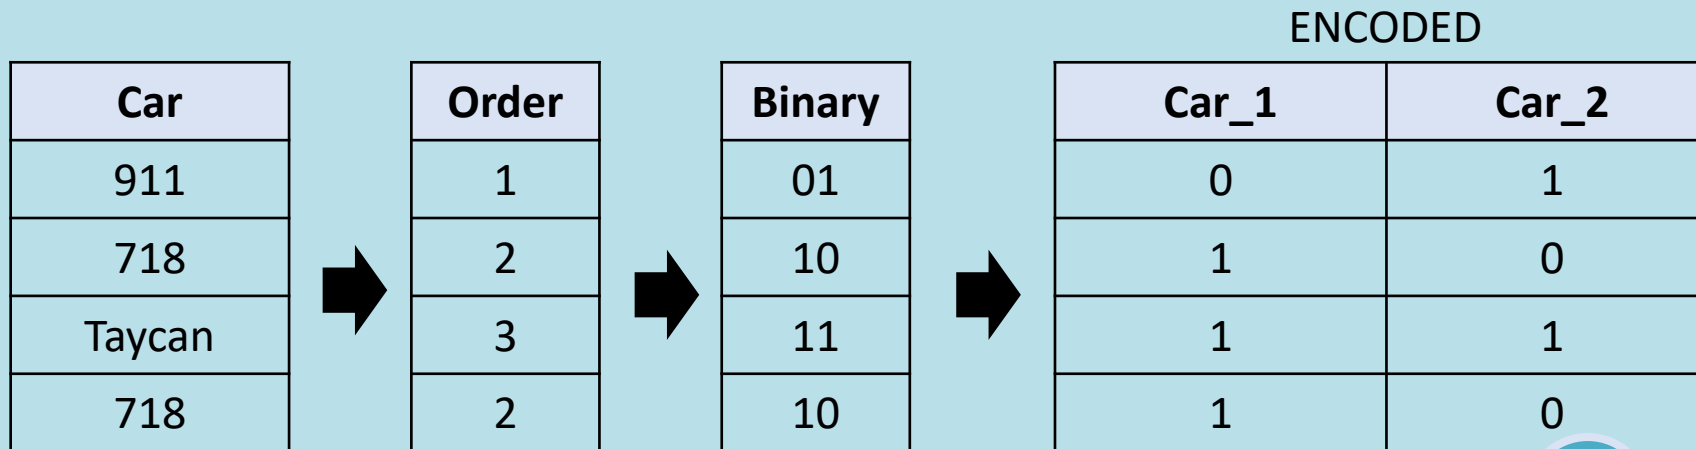 ENCODED
Car Order Binary Car_1 Car_2
911 1 01 0 1
718 2 10 1 0
Taycan 3 11 1 1
718 2 10 1 0